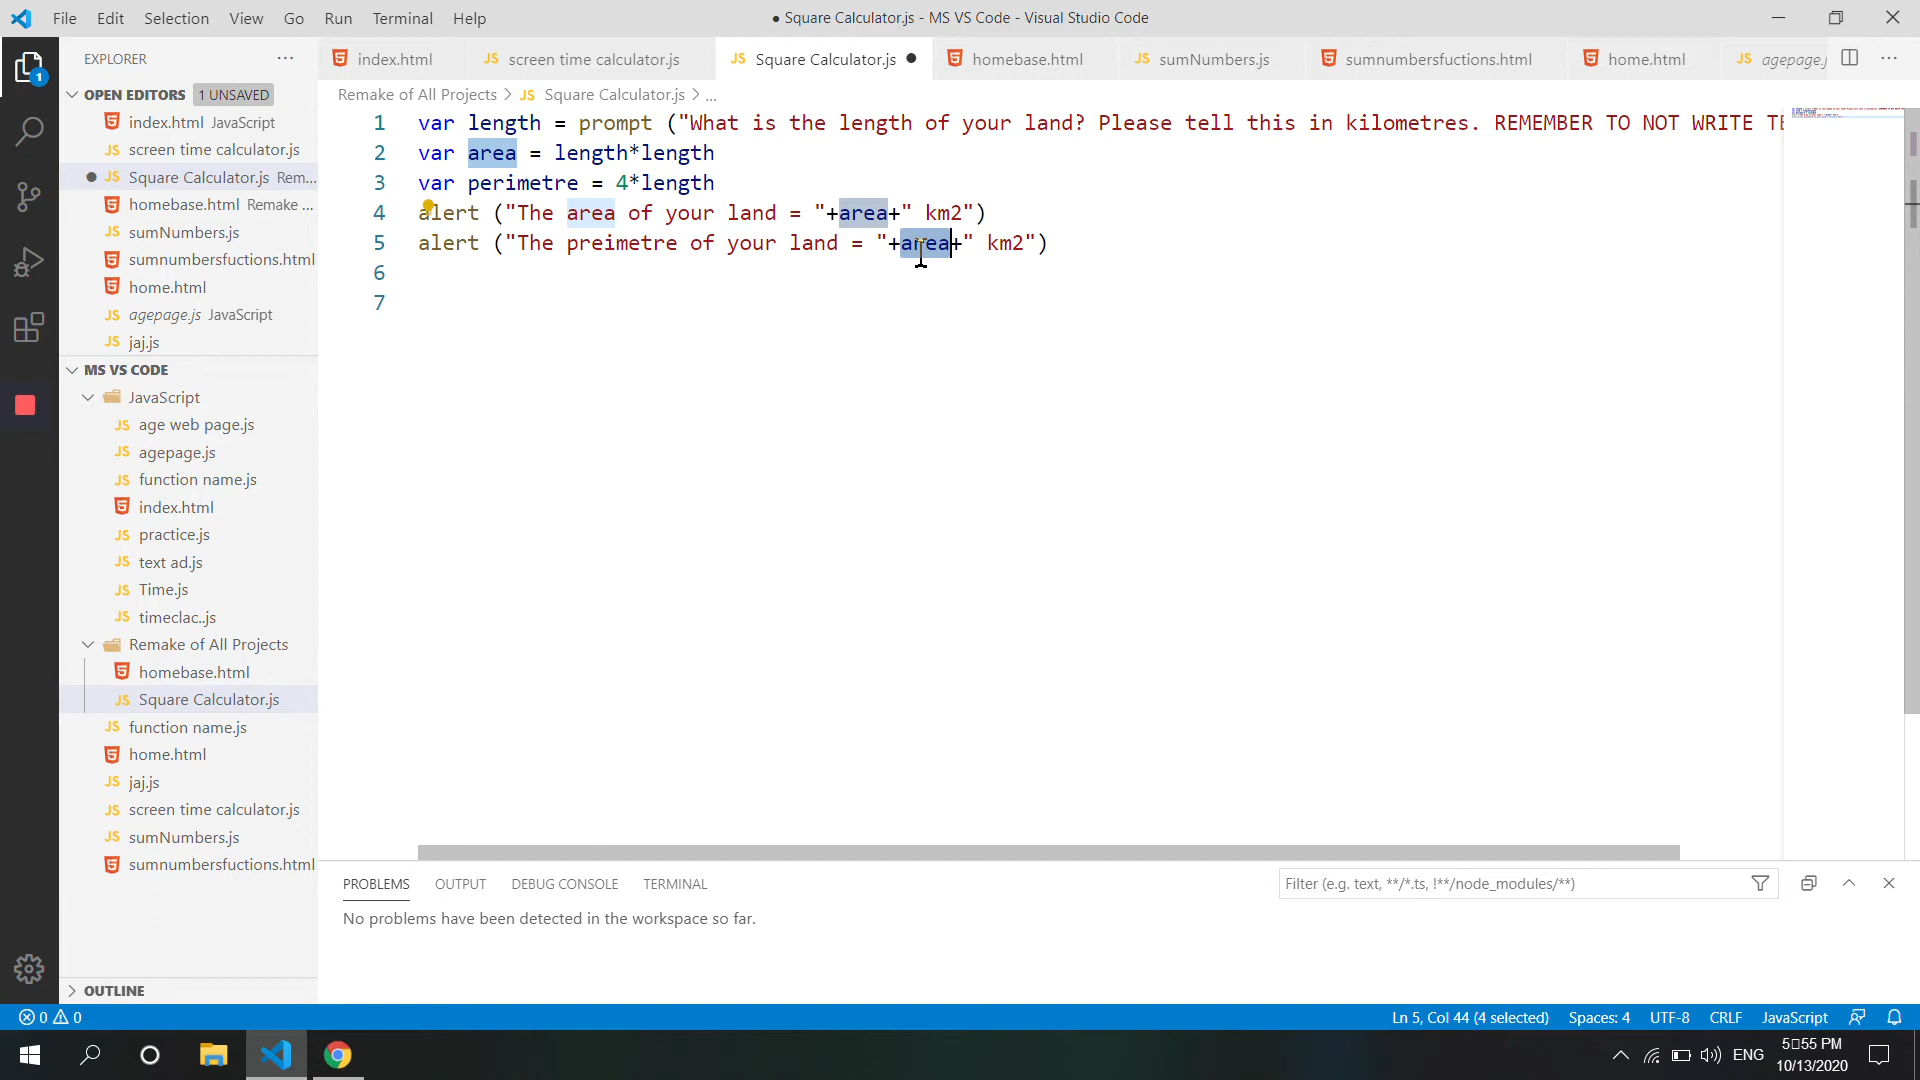 File Edit Selection View Go Run Terminal Help
● Square Calculator.js - MS VS Code - Visual Studio Code
EXPLORER
index.html
screen time calculator.js
Square Calculator.js
homebase.html
sumNumbers.js
sumnumbersfuctions.html
home.html
agepage.j
OPEN EDITORS 1 UNSAVED
index.html JavaScript
screen time calculator.js
Square Calculator.js Rem...
homebase.html Remake ...
sumNumbers.js
sumnumbersfuctions.html
home.html
agepage.js JavaScript
jaj.js
MS VS CODE
JavaScript
age web page.js
agepage.js
function name.js
index.html
practice.js
text ad.js
Time.js
timeclac..js
Remake of All Projects
homebase.html
Square Calculator.js
function name.js
home.html
jaj.js
screen time calculator.js
sumNumbers.js
sumnumbersfuctions.html
OUTLINE
Remake of All Projects > JS Square Calculator.js > ...
1 var length = prompt ("What is the length of your land? Please tell this in kilometres. REMEMBER TO NOT WRITE TE
2 var area = length*length
3 var perimetre = 4*length
4 alert ("The area of your land = "+area+" km2")
5 alert ("The preimetre of your land = "+area+" km2")
6
7
PROBLEMS OUTPUT DEBUG CONSOLE TERMINAL
Filter (e.g. text, **/*.ts, !**/node_modules/**)
No problems have been detected in the workspace so far.
0 0
Ln 5, Col 44 (4 selected) Spaces: 4 UTF-8 CRLF JavaScript
ENG
5▯55 PM
10/13/2020